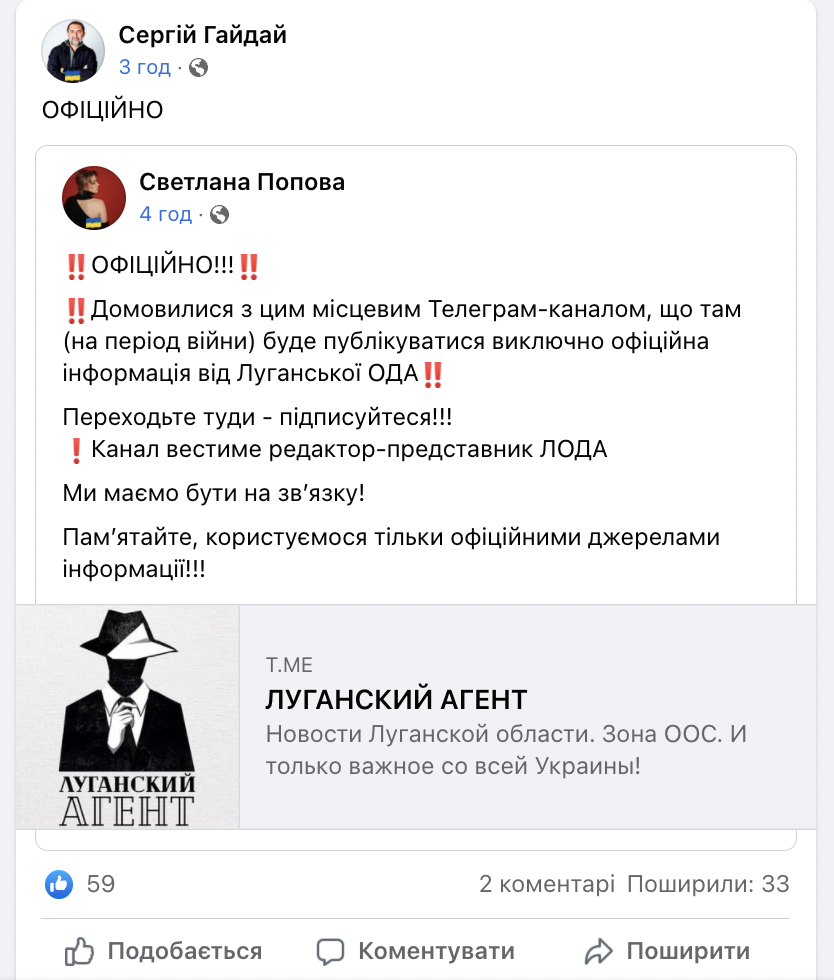 Сергій Гайдай
3 год ·
ОФІЦІЙНО
Светлана Попова
4 год ·
‼️ОФІЦІЙНО!!!‼️
‼️Домовилися з цим місцевим Телеграм-каналом, що там
(на період війни) буде публікуватися виключно офіційна
інформація від Луганської ОДА‼️
Переходьте туди - підписуйтеся!!!
❗Канал вестиме редактор-представник ЛОДА
Ми маємо бути на зв’язку!
Пам’ятайте, користуємося тільки офіційними джерелами
інформації!!!
ЛУГАНСКИЙ
АГЕНТ
T.ME
ЛУГАНСКИЙ АГЕНТ
Новости Луганской области. Зона ООС. И
только важное со всей Украины!
59 2 коментарі Поширили: 33
Подобається Коментувати Поширити